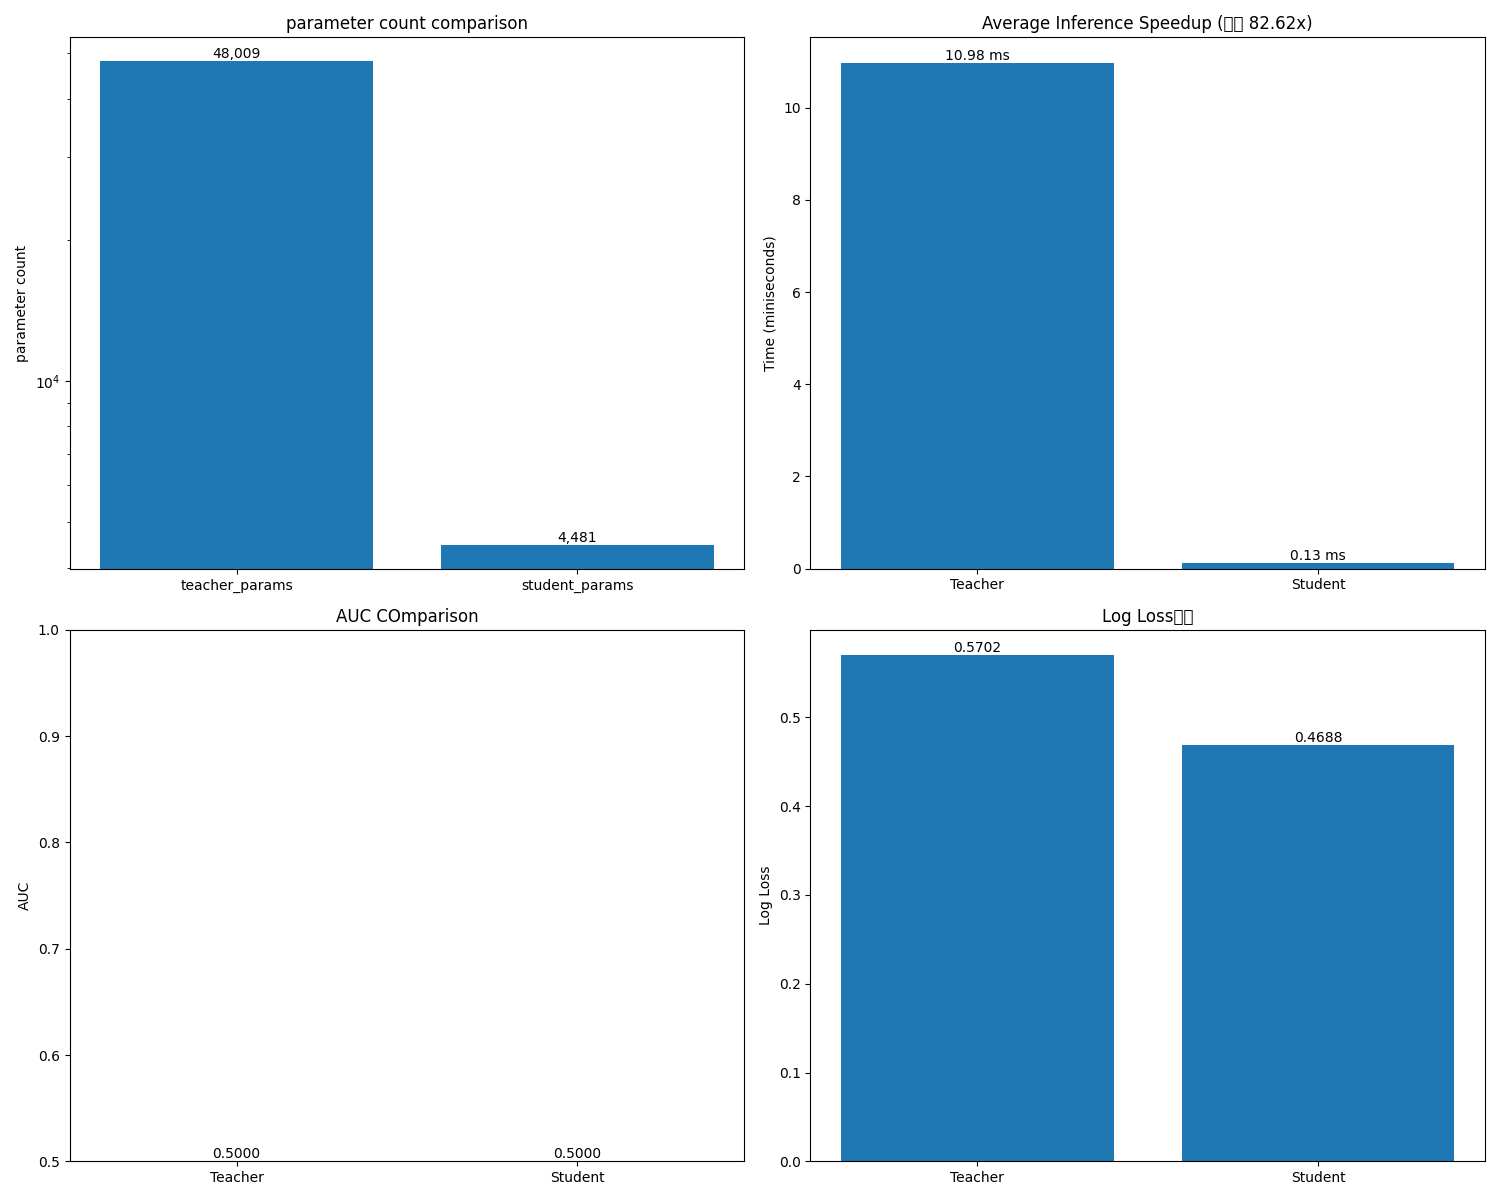 parameter count comparison
48,009
4,481
10⁴
parameter count
teacher_params
student_params
Average Inference Speedup ( 82.62x)
10.98 ms
0.13 ms
10
8
6
4
2
0
Time (miniseconds)
Teacher
Student
AUC COmparison
1.0
0.9
0.8
0.7
0.6
0.5
0.5000
0.5000
AUC
Teacher
Student
Log Loss
0.5702
0.4688
0.5
0.4
0.3
0.2
0.1
0.0
Log Loss
Teacher
Student